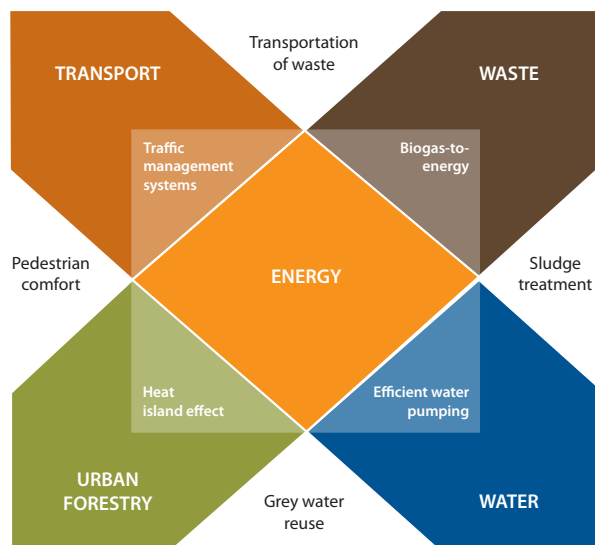 Transportation
of waste
TRANSPORT
WASTE
Traffic
management
systems
Biogas-to-
energy
Pedestrian
comfort
ENERGY
Sludge
treatment
Heat
island effect
Efficient water
pumping
URBAN
FORESTRY
Grey water
reuse
WATER